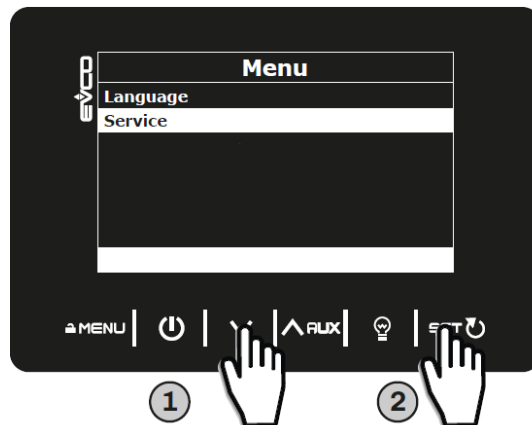 EVCO
Menu
Language
Service
MENU
AUX
SET
1
2